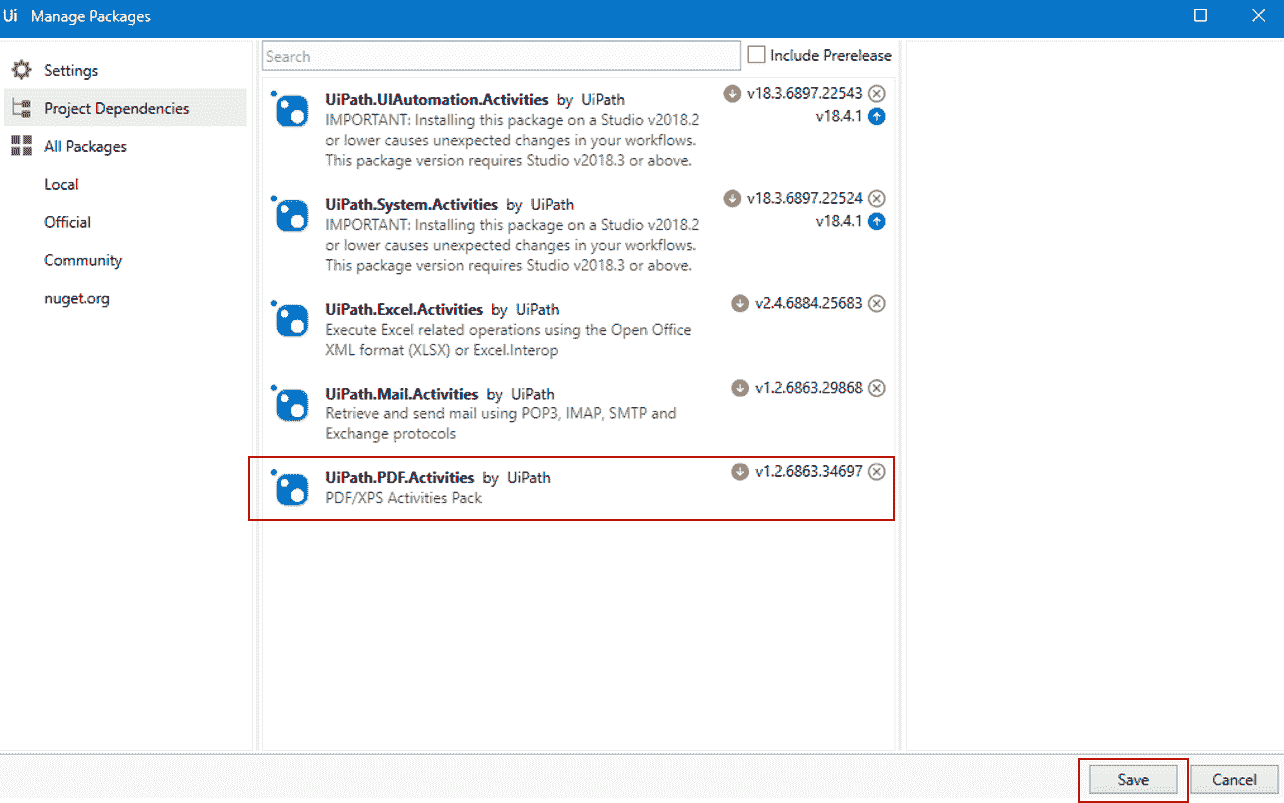 Ui Manage Packages
Settings
Project Dependencies
All Packages
Local
Official
Community
nuget.org
Search
Include Prerelease
UiPath.UIAutomation.Activities by UiPath
v18.3.6897.22543
IMPORTANT: Installing this package on a Studio v2018.2
v18.4.1
or lower causes unexpected changes in your workflows.
This package version requires Studio v2018.3 or above.
UiPath.System.Activities by UiPath
v18.3.6897.22524
IMPORTANT: Installing this package on a Studio v2018.2
v18.4.1
or lower causes unexpected changes in your workflows.
This package version requires Studio v2018.3 or above.
UiPath.Excel.Activities by UiPath
v2.4.6884.25683
Execute Excel related operations using the Open Office
XML format (XLSX) or Excel.Interop
UiPath.Mail.Activities by UiPath
v1.2.6863.29868
Retrieve and send mail using POP3, IMAP, SMTP and
Exchange protocols
UiPath.PDF.Activities by UiPath
v1.2.6863.34697
PDF/XPS Activities Pack
Save
Cancel